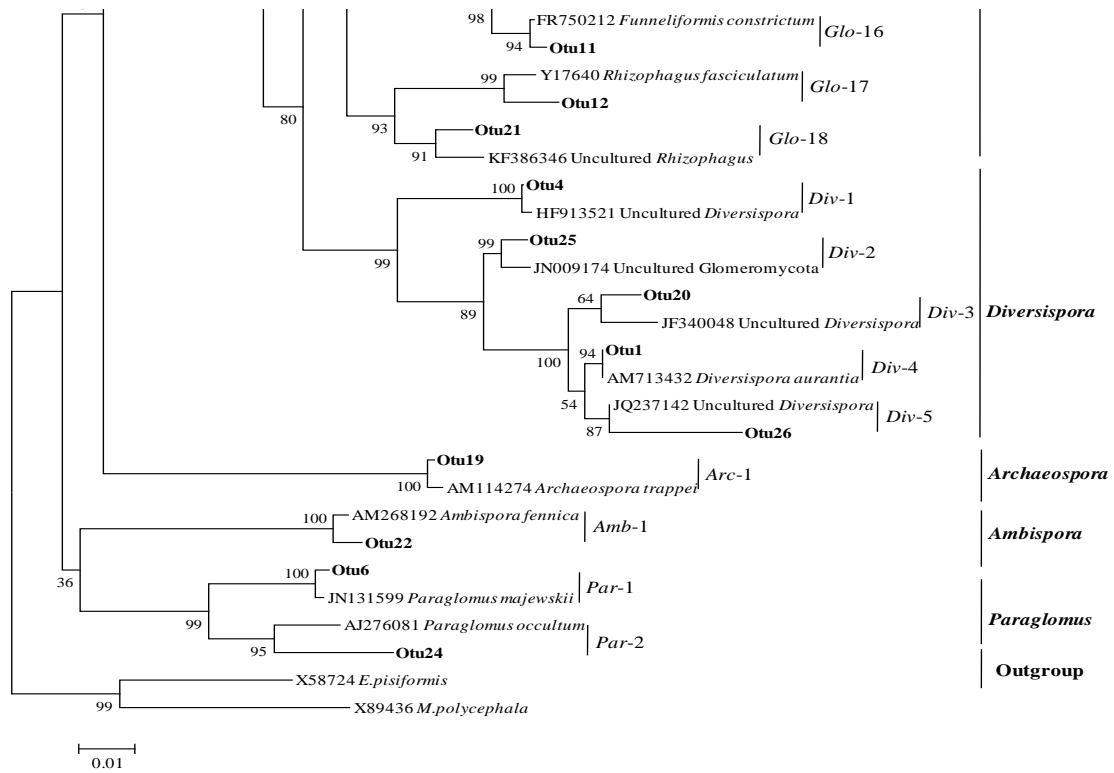 98
FR750212 Funneliformis constrictum
Glo-16
94
Otu11
99
Y17640 Rhizophagus fasciculatum
Glo-17
Otu12
80
93
Otu21
Glo-18
91
KF386346 Uncultured Rhizophagus
100
Otu4
Div-1
HF913521 Uncultured Diversispora
99
99
Otu25
Div-2
JN009174 Uncultured Glomeromycota
89
64
Otu20
Div-3
Diversispora
JF340048 Uncultured Diversispora
100
94
Otu1
Div-4
AM713432 Diversispora aurantia
54
JQ237142 Uncultured Diversispora
Div-5
87
Otu26
Otu19
Arc-1
Archaeospora
100
AM114274 Archaeospora trappei
100
AM268192 Ambispora fennica
Amb-1
Ambispora
Otu22
36
100
Otu6
Par-1
JN131599 Paraglomus majewskii
Paraglomus
99
AJ276081 Paraglomus occultum
Par-2
95
Otu24
Outgroup
X58724 E.pisiformis
99
X89436 M.polycephala
0.01